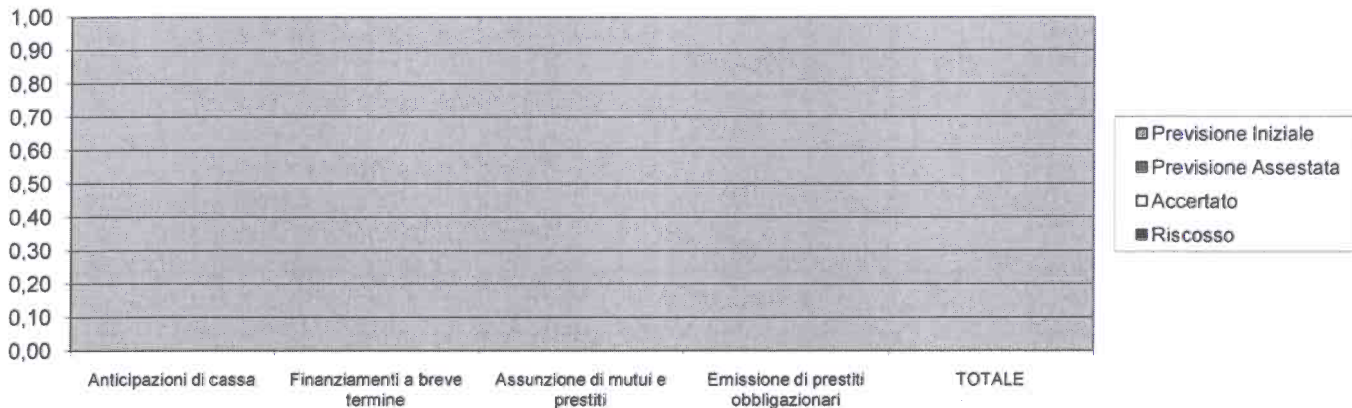 1,00
0,90
0,80
0,70
0,60
0,50
0,40
0,30
0,20
0,10
0,00
Anticipazioni di cassa
Finanziamenti a breve
termine
Assunzione di mutui e
prestiti
Emissione di prestiti
obbligazionari
TOTALE
Previsione Iniziale
Previsione Assestata
Accertato
Riscosso